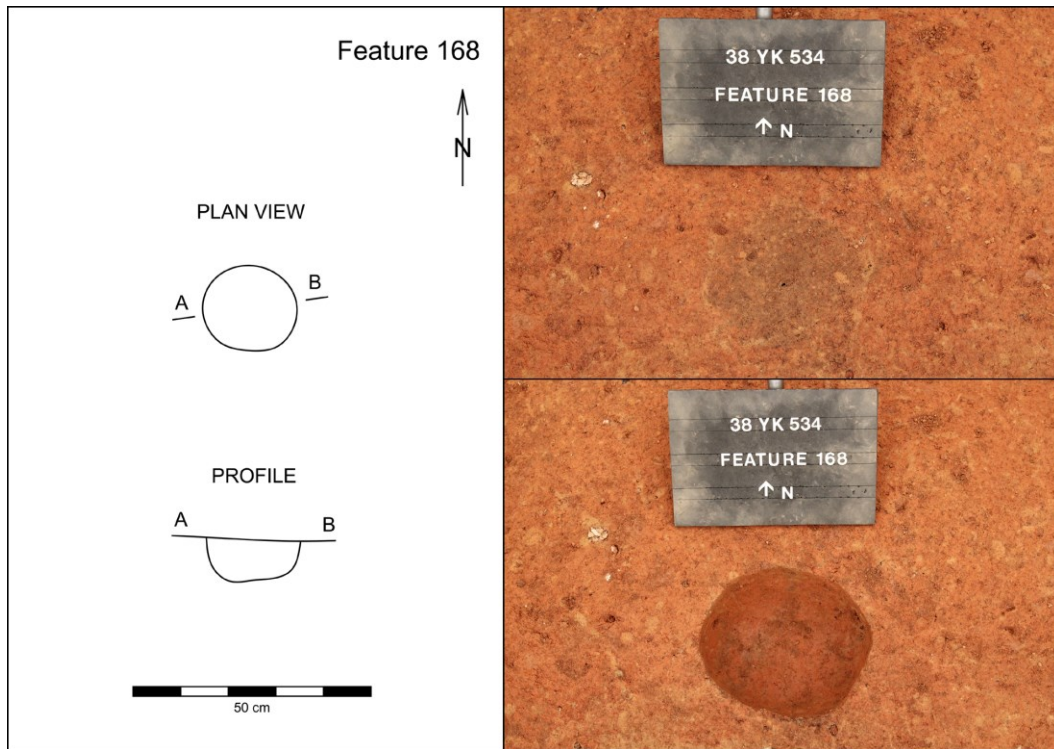 Feature 168
N
PLAN VIEW
A
B
PROFILE
A
B
50 cm
38 YK 534
FEATURE 168
↑ N
38 YK 534
FEATURE 168
↑ N